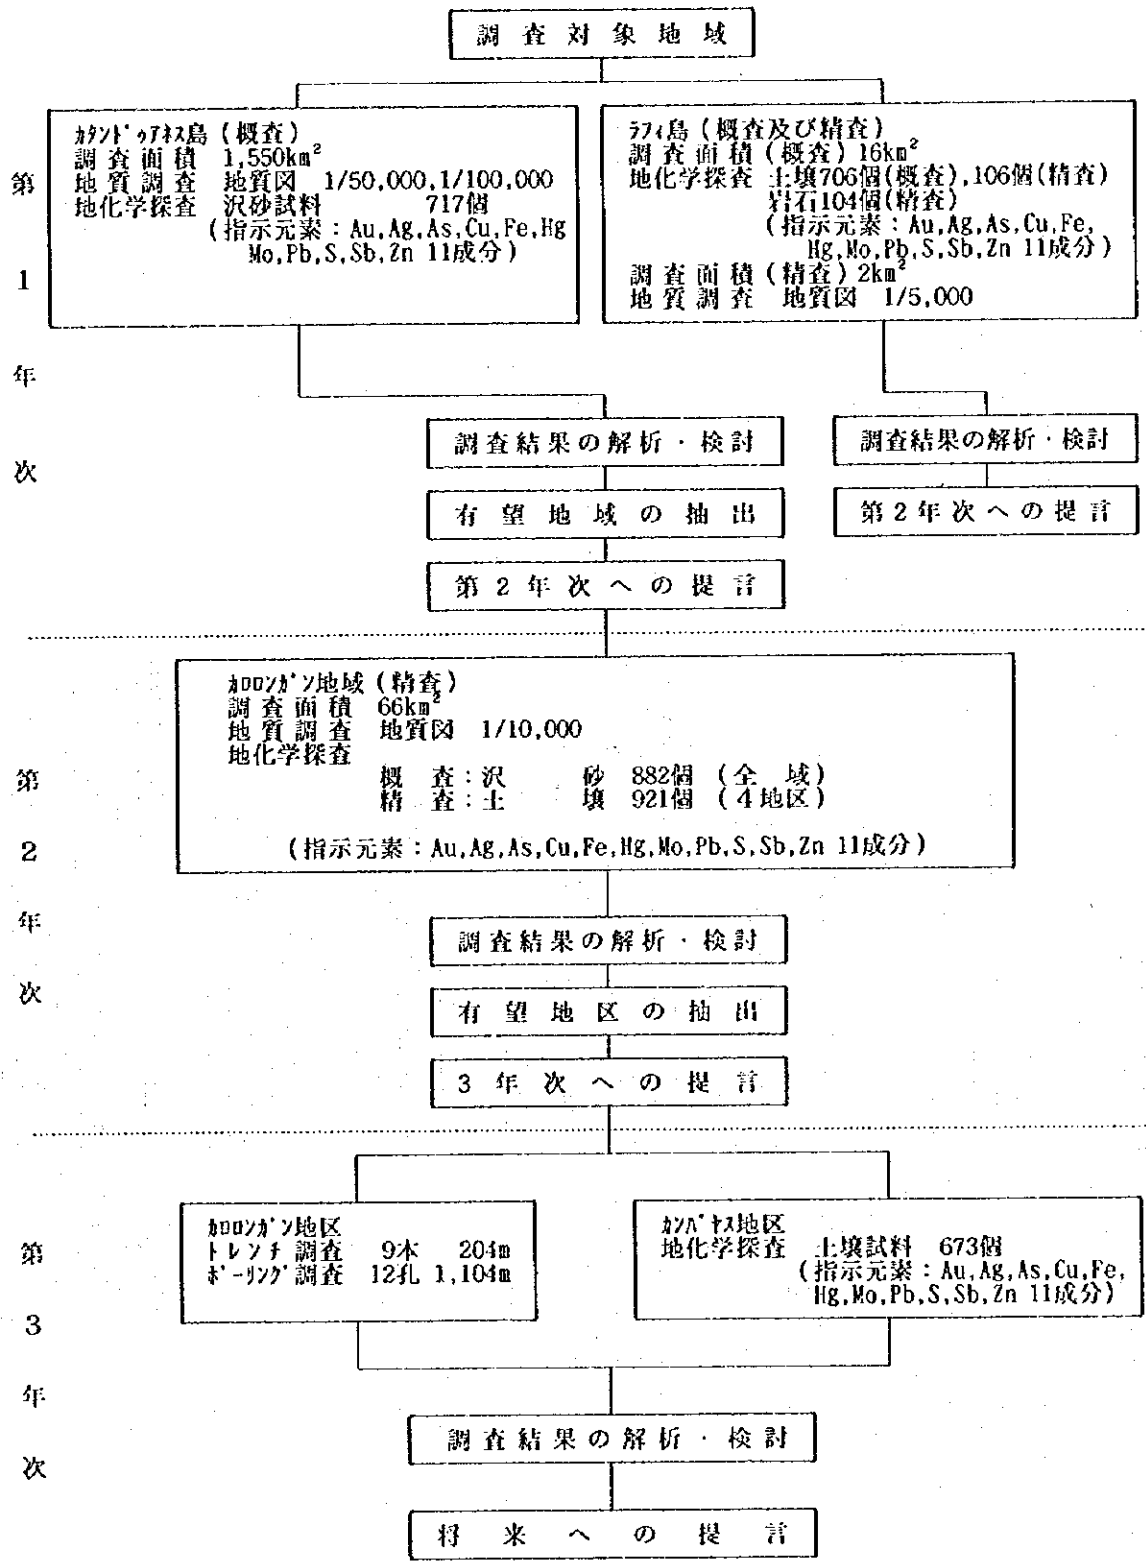 調査対象地域
第1年次
カタンドゥアネス島 (概査)
調査面積 1,550km²
地質調査 地質図 1/50,000,1/100,000
地化学探査 沢砂試料 717個
(指示元素：Au,Ag,As,Cu,Fe,Hg
Mo,Pb,S,Sb,Zn 11成分)
ラフィ島 (概査及び精査)
調査面積 (概査) 16km²
地化学探査 土壌706個(概査),106個(精査)
岩石104個(精査)
(指示元素：Au,Ag,As,Cu,Fe,
Hg,Mo,Pb,S,Sb,Zn 11成分)
調査面積 (精査) 2km²
地質調査 地質図 1/5,000
調査結果の解析・検討
有望地域の抽出
第2年次への提言
調査結果の解析・検討
第2年次への提言
第2年次
カロロンガン地域 (精査)
調査面積 66km²
地質調査 地質図 1/10,000
地化学探査
概査：沢砂 882個 (全域)
精査：土壌 921個 (4地区)
(指示元素：Au,Ag,As,Cu,Fe,Hg,Mo,Pb,S,Sb,Zn 11成分)
調査結果の解析・検討
有望地区の抽出
3年次への提言
第3年次
カロロンガン地区
トレンチ調査 9本 204m
ボーリング調査 12孔 1,104m
カンパヤス地区
地化学探査 土壌試料 673個
(指示元素：Au,Ag,As,Cu,Fe,
Hg,Mo,Pb,S,Sb,Zn 11成分)
調査結果の解析・検討
将来への提言